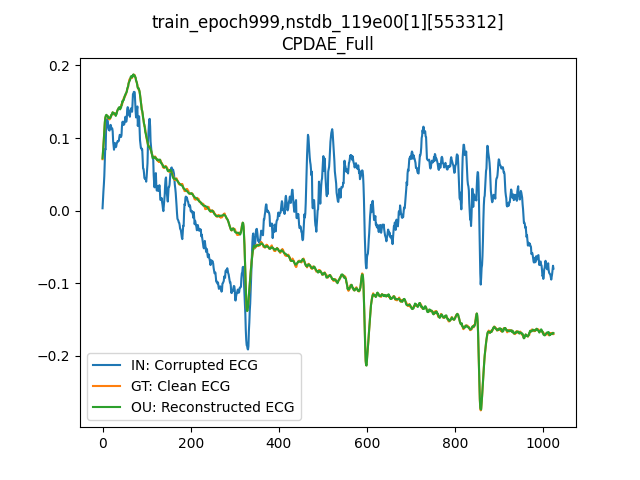 train_epoch999,nstdb_119e00[1][553312]
CPDAE_Full
0.2
0.1
0.0
−0.1
−0.2
IN: Corrupted ECG
GT: Clean ECG
OU: Reconstructed ECG
0 200 400 600 800 1000